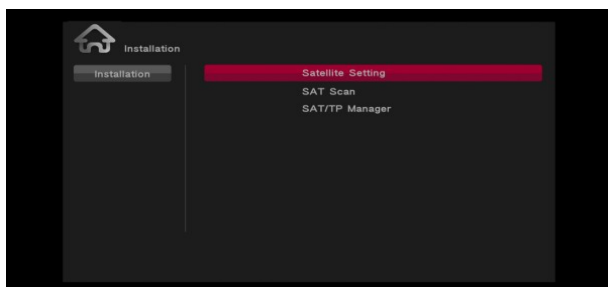 Installation
Installation
Satellite Setting
SAT Scan
SAT/TP Manager